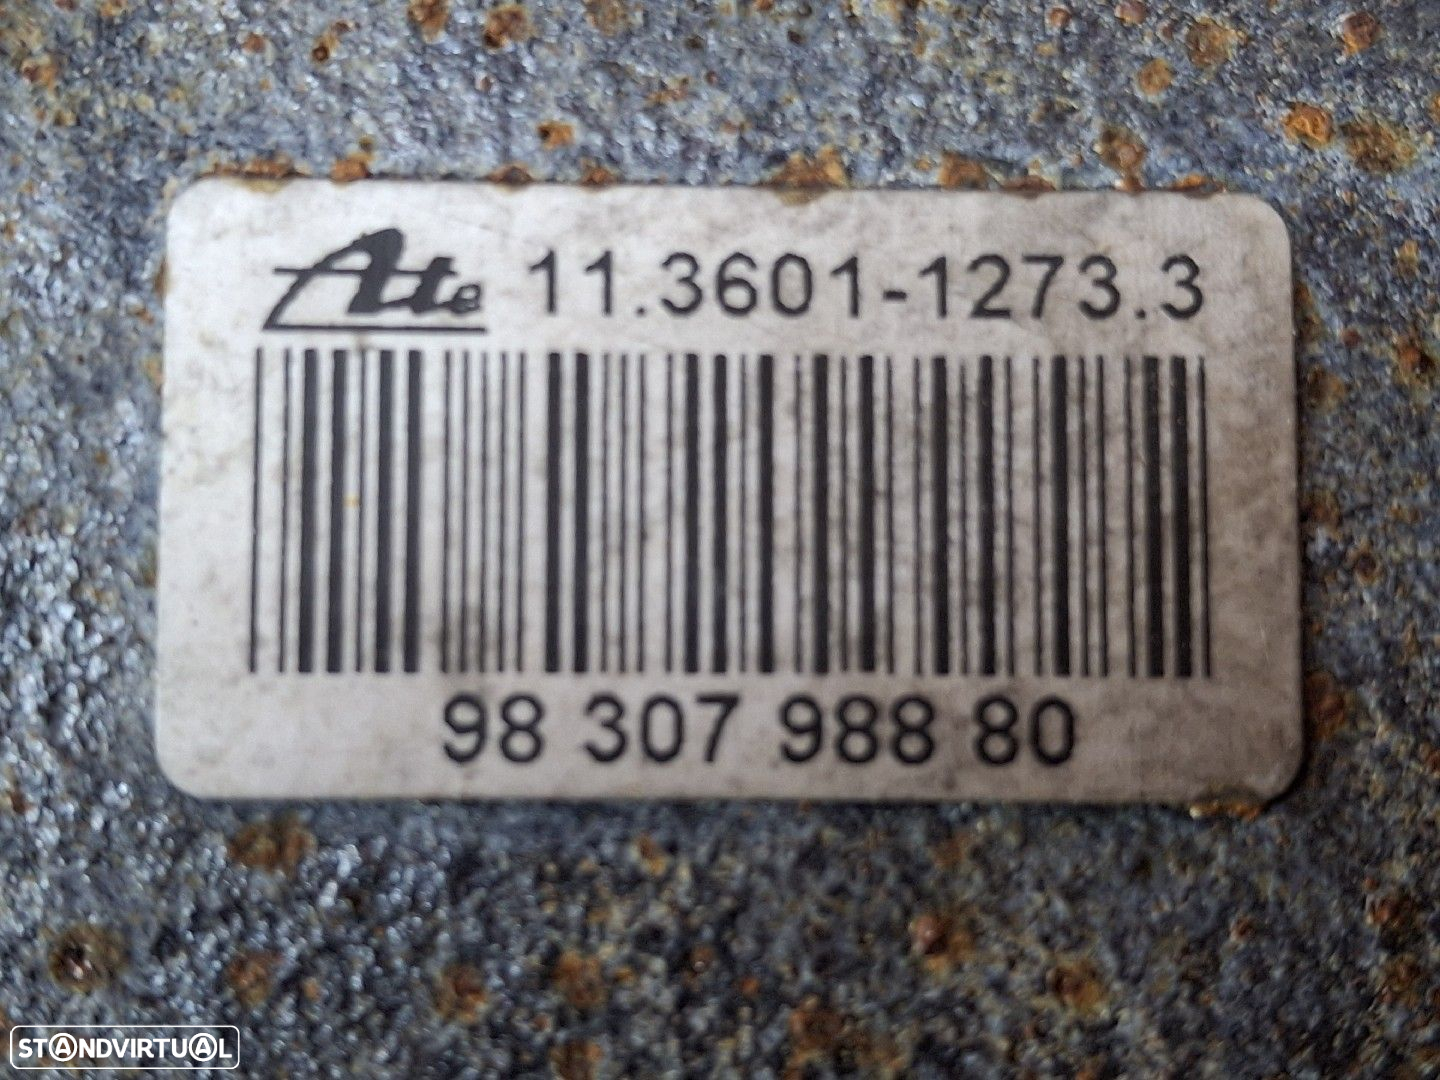 Ate 11.3601-1273.3
98 307 988 80
STANDVIRTUAL